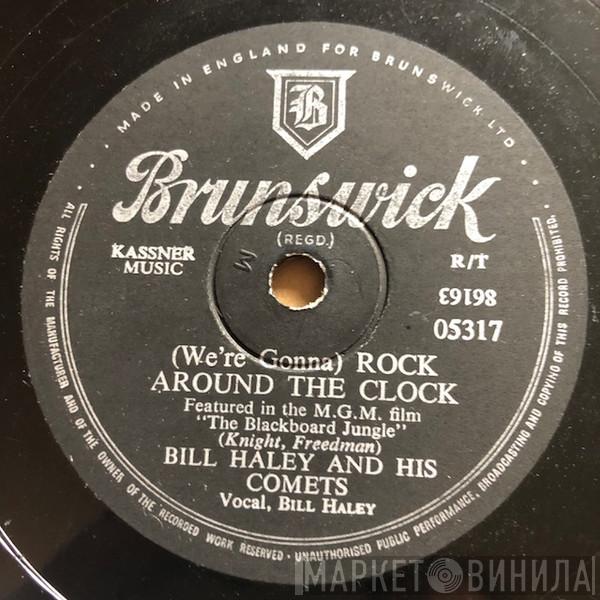 MADE IN ENGLAND FOR BRUNSWICK LTD
B
Brunswick
(REGD.)
KASSNER
MUSIC
M
R/T
86193
05317
(We're Gonna) ROCK
AROUND THE CLOCK
Featured in the M.G.M. film
"The Blackboard Jungle"
(Knight, Freedman)
BILL HALEY AND HIS
COMETS
Vocal, BILL HALEY
ALL RIGHTS OF THE MANUFACTURER AND OF THE OWNER OF THE RECORDED WORK RESERVED · UNAUTHORISED PUBLIC PERFORMANCE, BROADCASTING AND COPYING OF THIS RECORD PROHIBITED.
МАРКЕТ ВИНИЛА